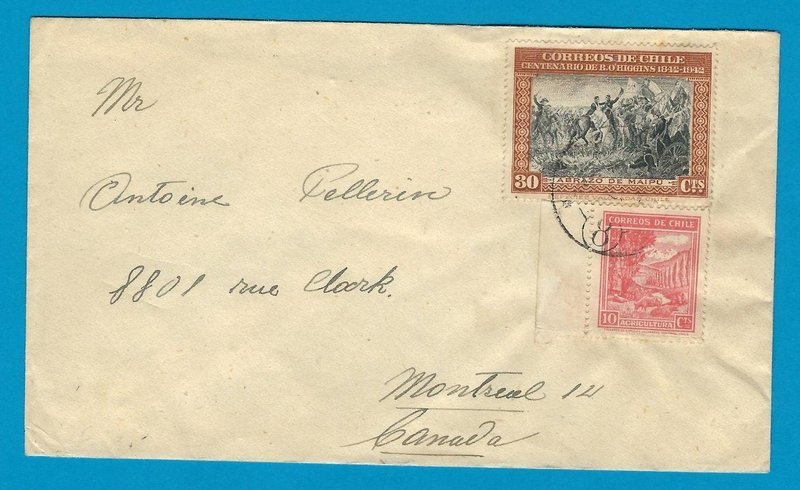 CORREOS DE CHILE
CENTENARIO DE B. O'HIGGINS 1842-1942
30 ABRAZO DE MAIPU CTS
CORREOS DE CHILE
10 AGRICULTURA CTS
Mr
Antoine Pellerin
8801 rue Clark.
Montreal 14
Canada